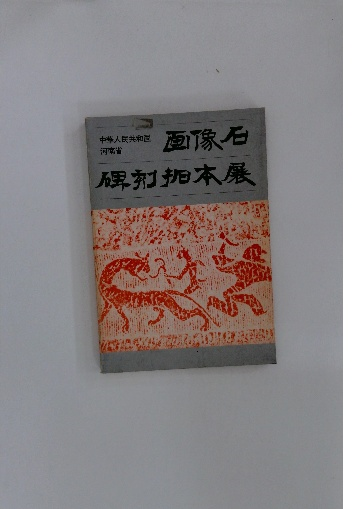 中華人民共和国
河南省
画像石
碑刻拓本展